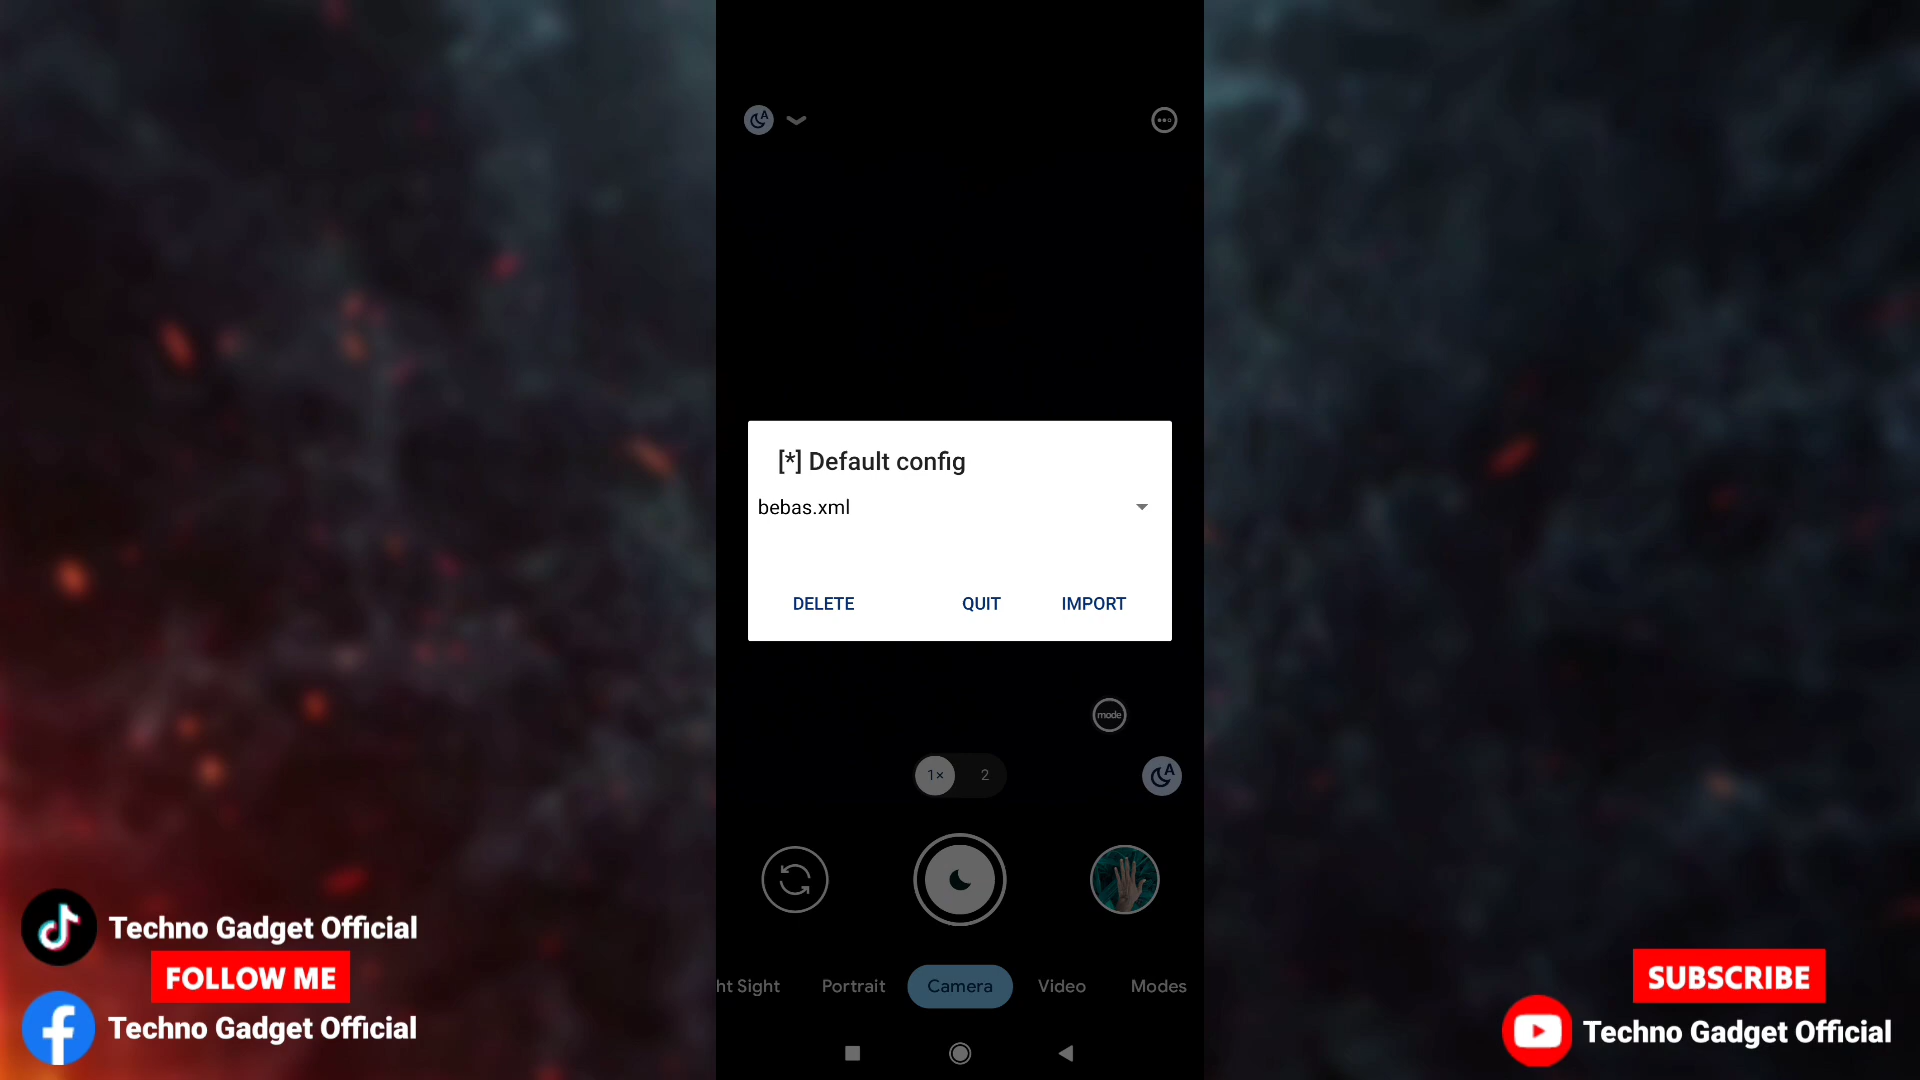 [*] Default config
bebas.xml
DELETE QUIT IMPORT
mode
1× 2
A
ht Sight Portrait Camera Video Modes
Techno Gadget Official
FOLLOW ME
Techno Gadget Official
SUBSCRIBE
Techno Gadget Official